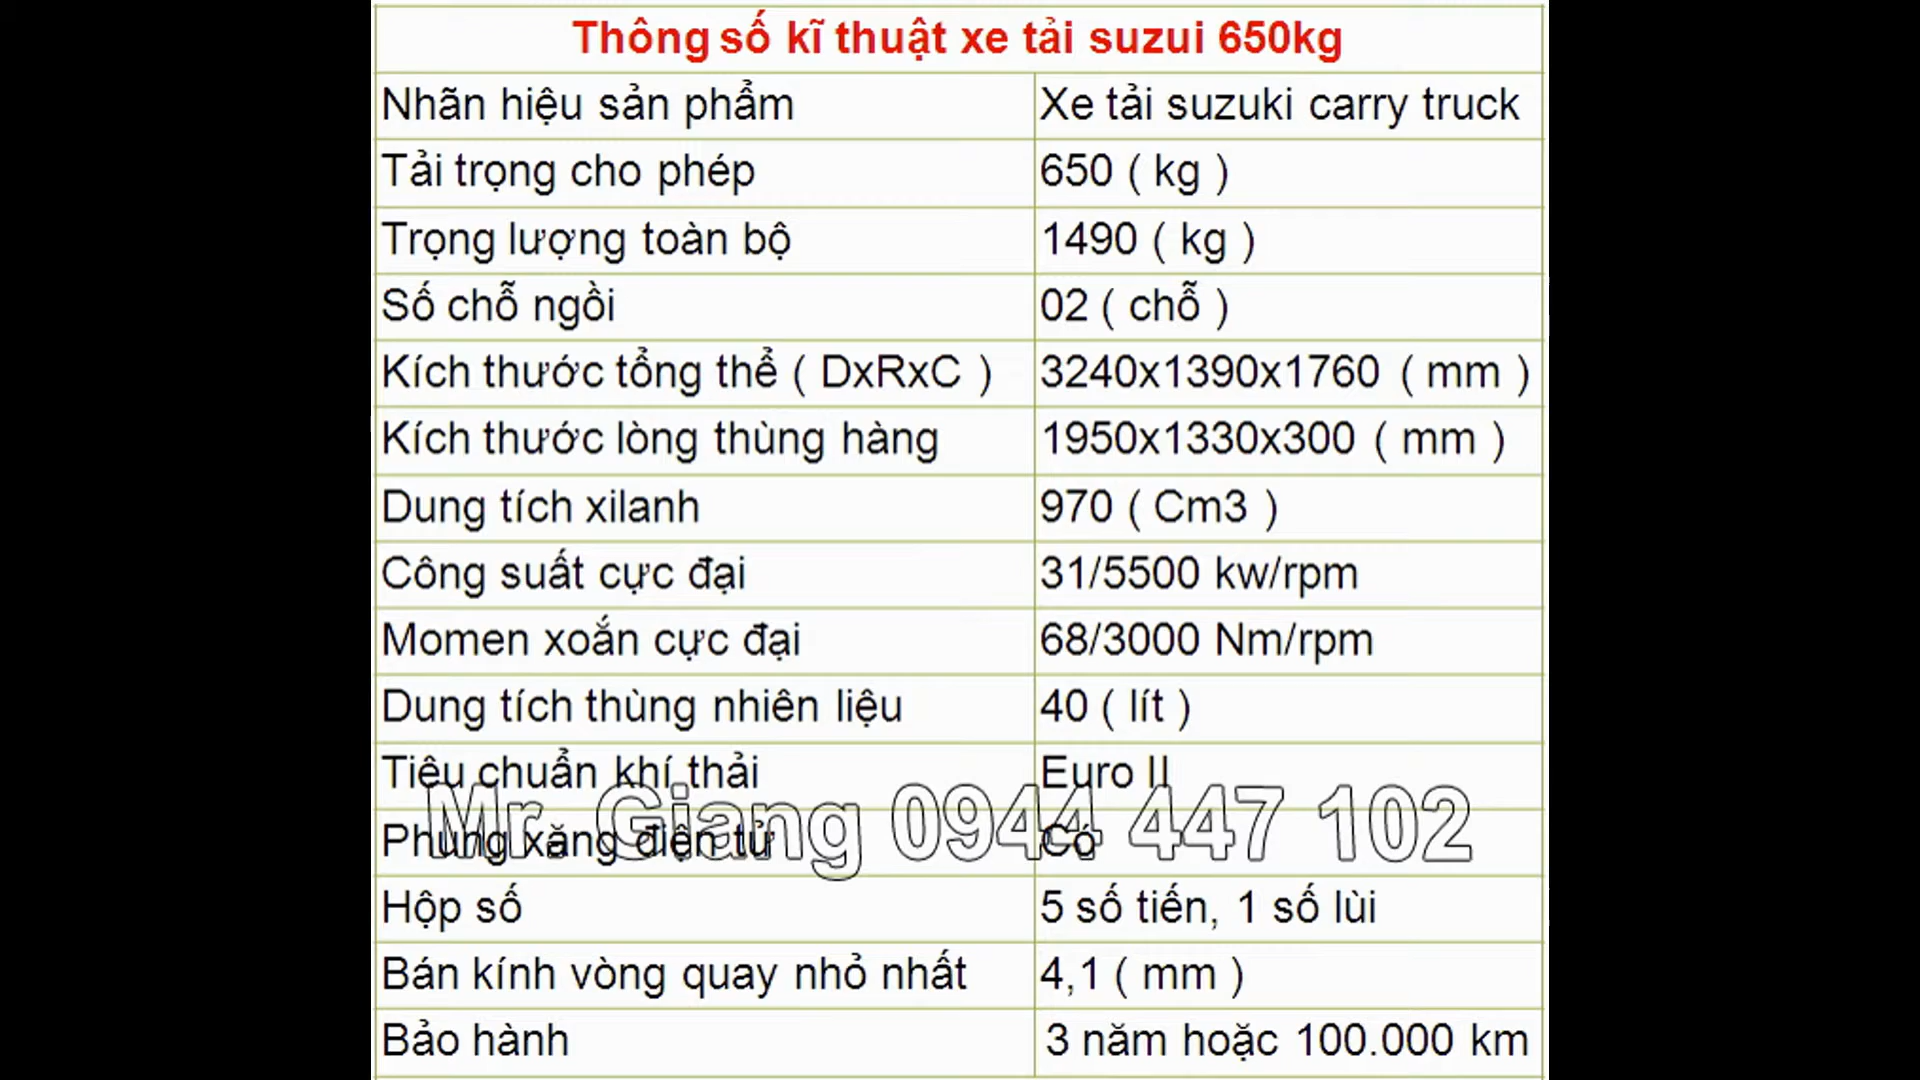 Thông số kĩ thuật xe tải suzui 650kg
Nhãn hiệu sản phẩm Xe tải suzuki carry truck
Tải trọng cho phép 650 ( kg )
Trọng lượng toàn bộ 1490 ( kg )
Số chỗ ngồi 02 ( chỗ )
Kích thước tổng thể ( DxRxC ) 3240x1390x1760 ( mm )
Kích thước lòng thùng hàng 1950x1330x300 ( mm )
Dung tích xilanh 970 ( Cm3 )
Công suất cực đại 31/5500 kw/rpm
Momen xoắn cực đại 68/3000 Nm/rpm
Dung tích thùng nhiên liệu 40 ( lít )
Tiêu chuẩn khí thải Euro II
Mr. Giang 0944 447 102
Phung xăng điện tử Có
Hộp số 5 số tiến, 1 số lùi
Bán kính vòng quay nhỏ nhất 4,1 ( mm )
Bảo hành 3 năm hoặc 100.000 km